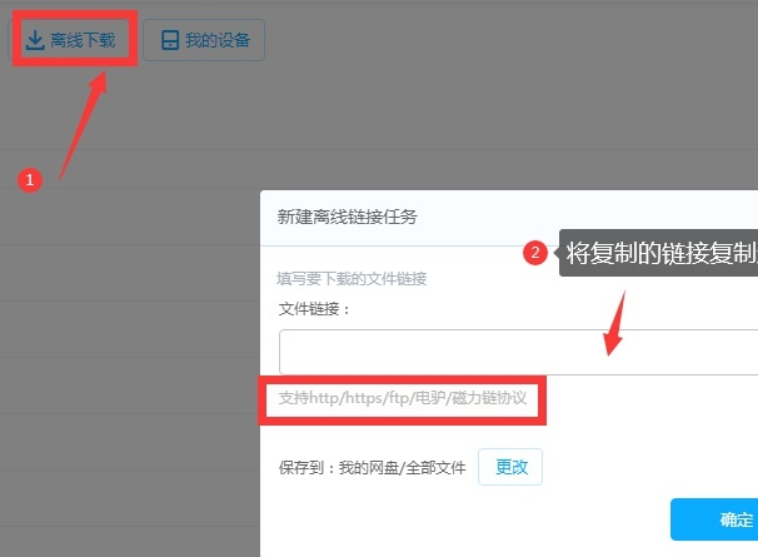 离线下载 我的设备
1
新建离线链接任务
2 将复制的链接复制
填写要下载的文件链接
文件链接：
支持http/https/ftp/电驴/磁力链协议
保存到：我的网盘/全部文件 更改
确定